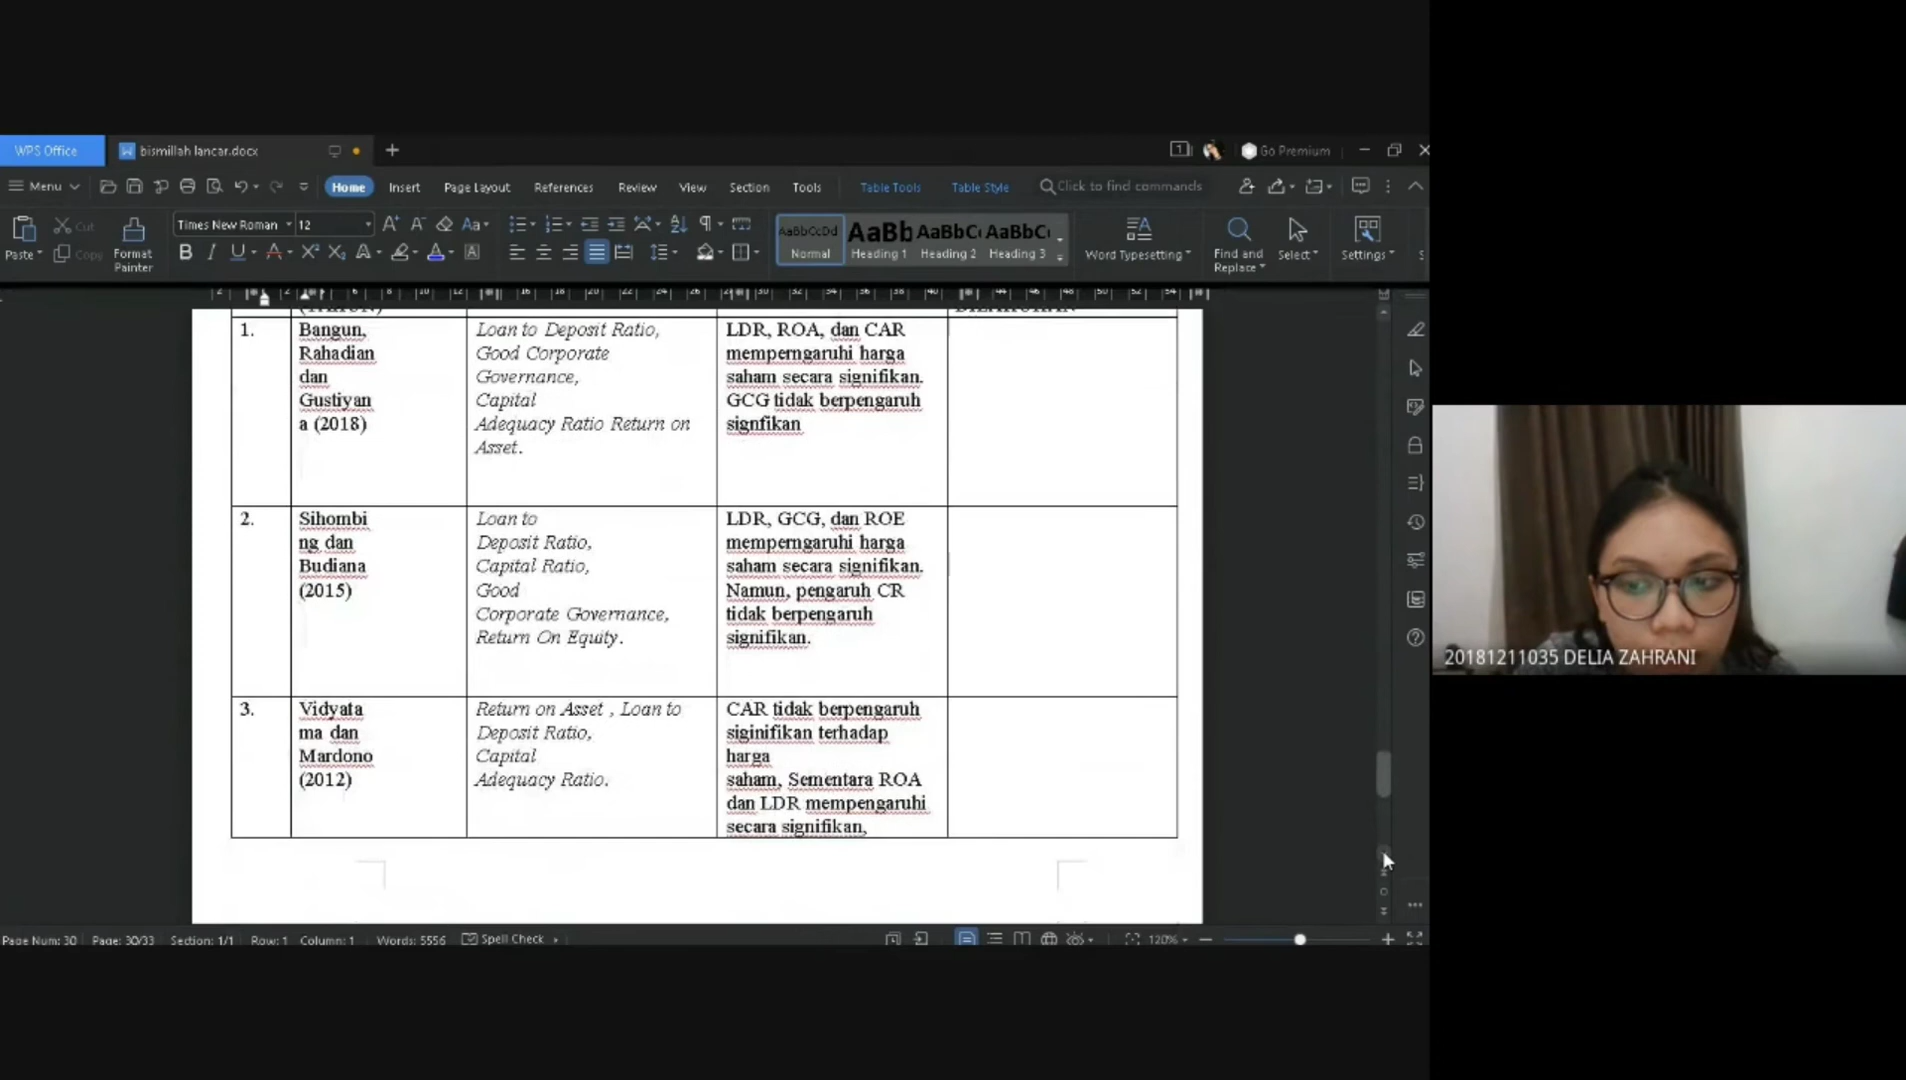 WPS Office
bismillah lancar.docx
Go Premium
Menu
Home
Insert
Page Layout
References
Review
View
Section
Tools
Table Tools
Table Style
Click to find commands
Paste
Cut
Copy
Format
Painter
Times New Roman
12
AaBbCcDd
Normal
Heading 1
Heading 2
Heading 3
Word Typesetting
Find and
Replace
Select
Settings
1.
Bangun,
Rahadian
dan
Gustiyan
a (2018)
Loan to Deposit Ratio,
Good Corporate
Governance,
Capital
Adequacy Ratio Return on
Asset.
LDR, ROA, dan CAR
memperngaruhi harga
saham secara signifikan.
GCG tidak berpengaruh
signfikan
2.
Sihombi
ng dan
Budiana
(2015)
Loan to
Deposit Ratio,
Capital Ratio,
Good
Corporate Governance,
Return On Equity.
LDR, GCG, dan ROE
memperngaruhi harga
saham secara signifikan.
Namun, pengaruh CR
tidak berpengaruh
signifikan.
3.
Vidyata
ma dan
Mardono
(2012)
Return on Asset , Loan to
Deposit Ratio,
Capital
Adequacy Ratio.
CAR tidak berpengaruh
siginifikan terhadap
harga
saham, Sementara ROA
dan LDR mempengaruhi
secara signifikan,
Page Num: 30
Page: 30/33
Section: 1/1
Row: 1
Column: 1
Words: 5556
Spell Check
120%
20181211035 DELIA ZAHRANI